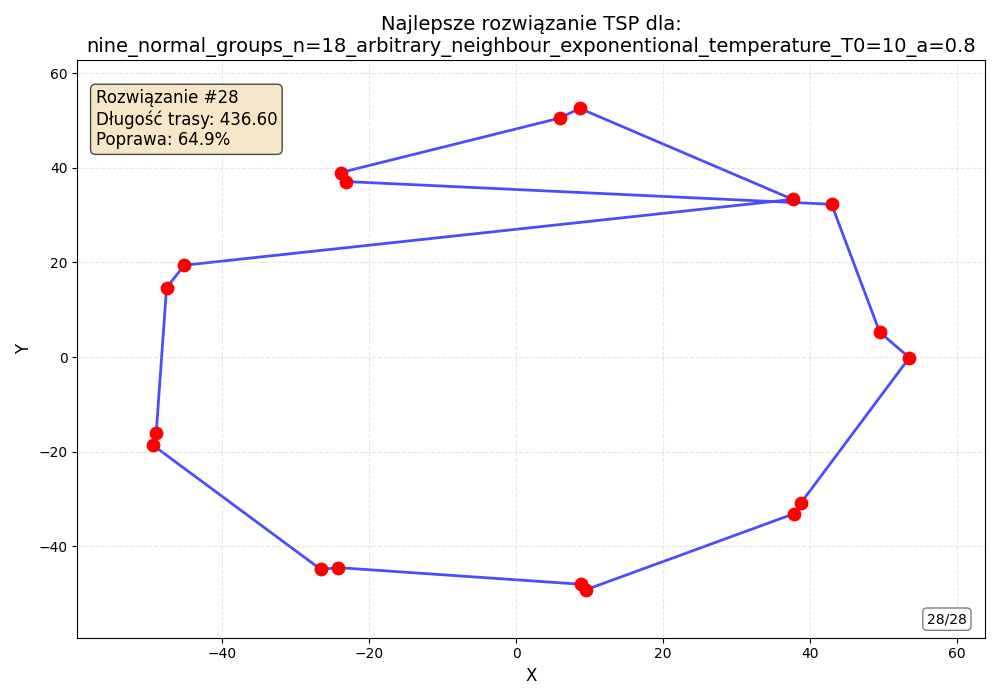 Najlepsze rozwiązanie TSP dla:
nine_normal_groups_n=18_arbitrary_neighbour_exponentional_temperature_T0=10_a=0.8
Rozwiązanie #28
Długość trasy: 436.60
Poprawa: 64.9%
60
40
20
0
−20
−40
Y
28/28
−40
−20
0
20
40
60
X